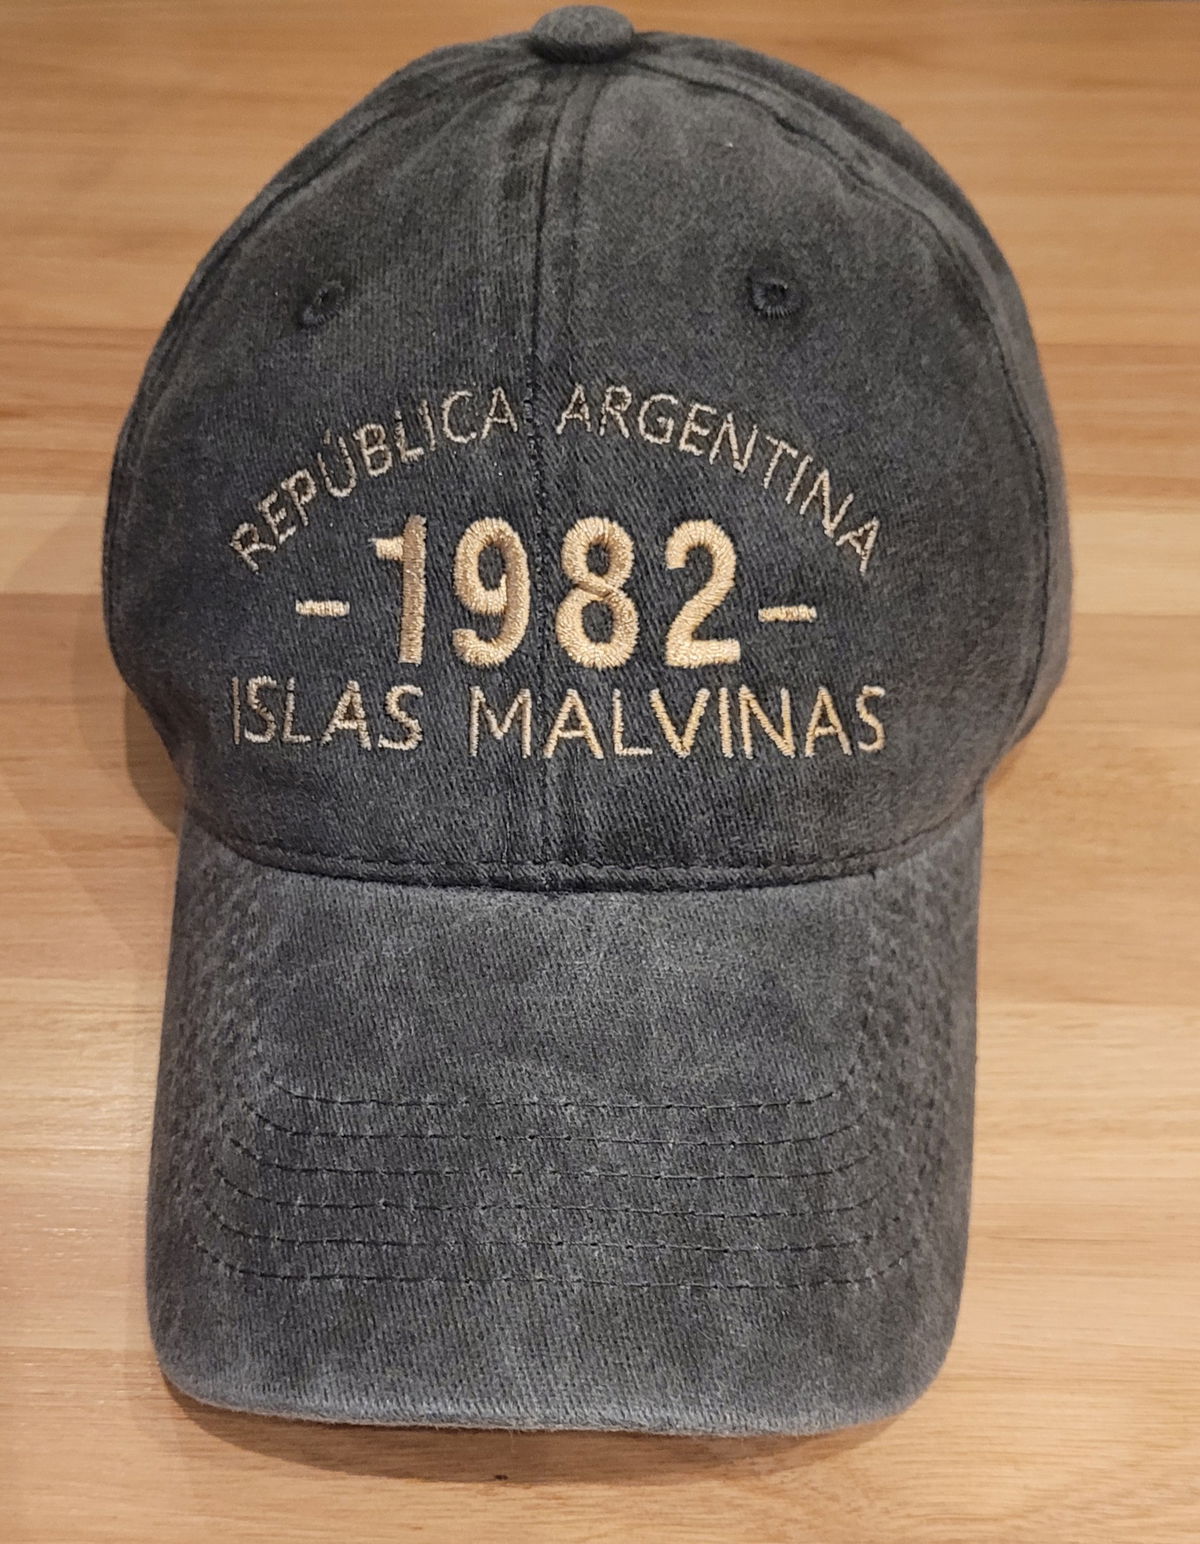 REPÚBLICA ARGENTINA
-1982-
ISLAS MALVINAS